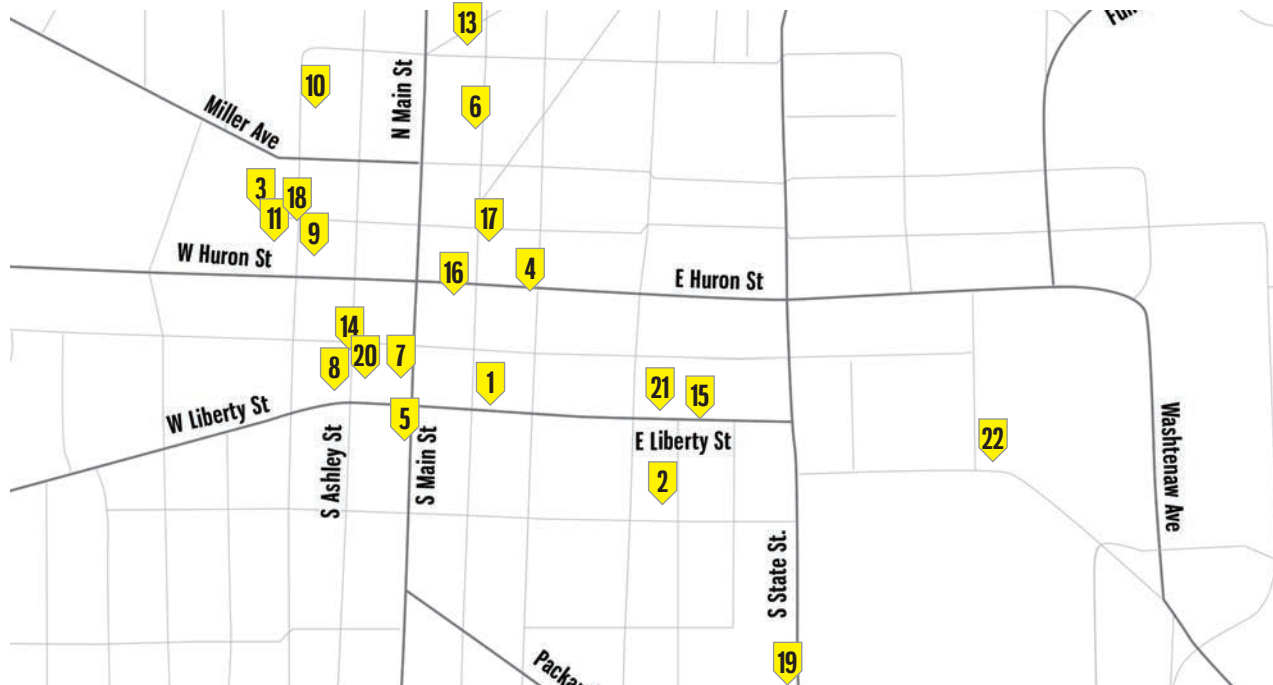 13
10
N Main St
6
Miller Ave
3
18
11
9
17
W Huron St
16
4
E Huron St
14
20
7
8
1
21
15
W Liberty St
5
E Liberty St
22
Washtenaw Ave
S Ashley St
S Main St
2
S State St.
19